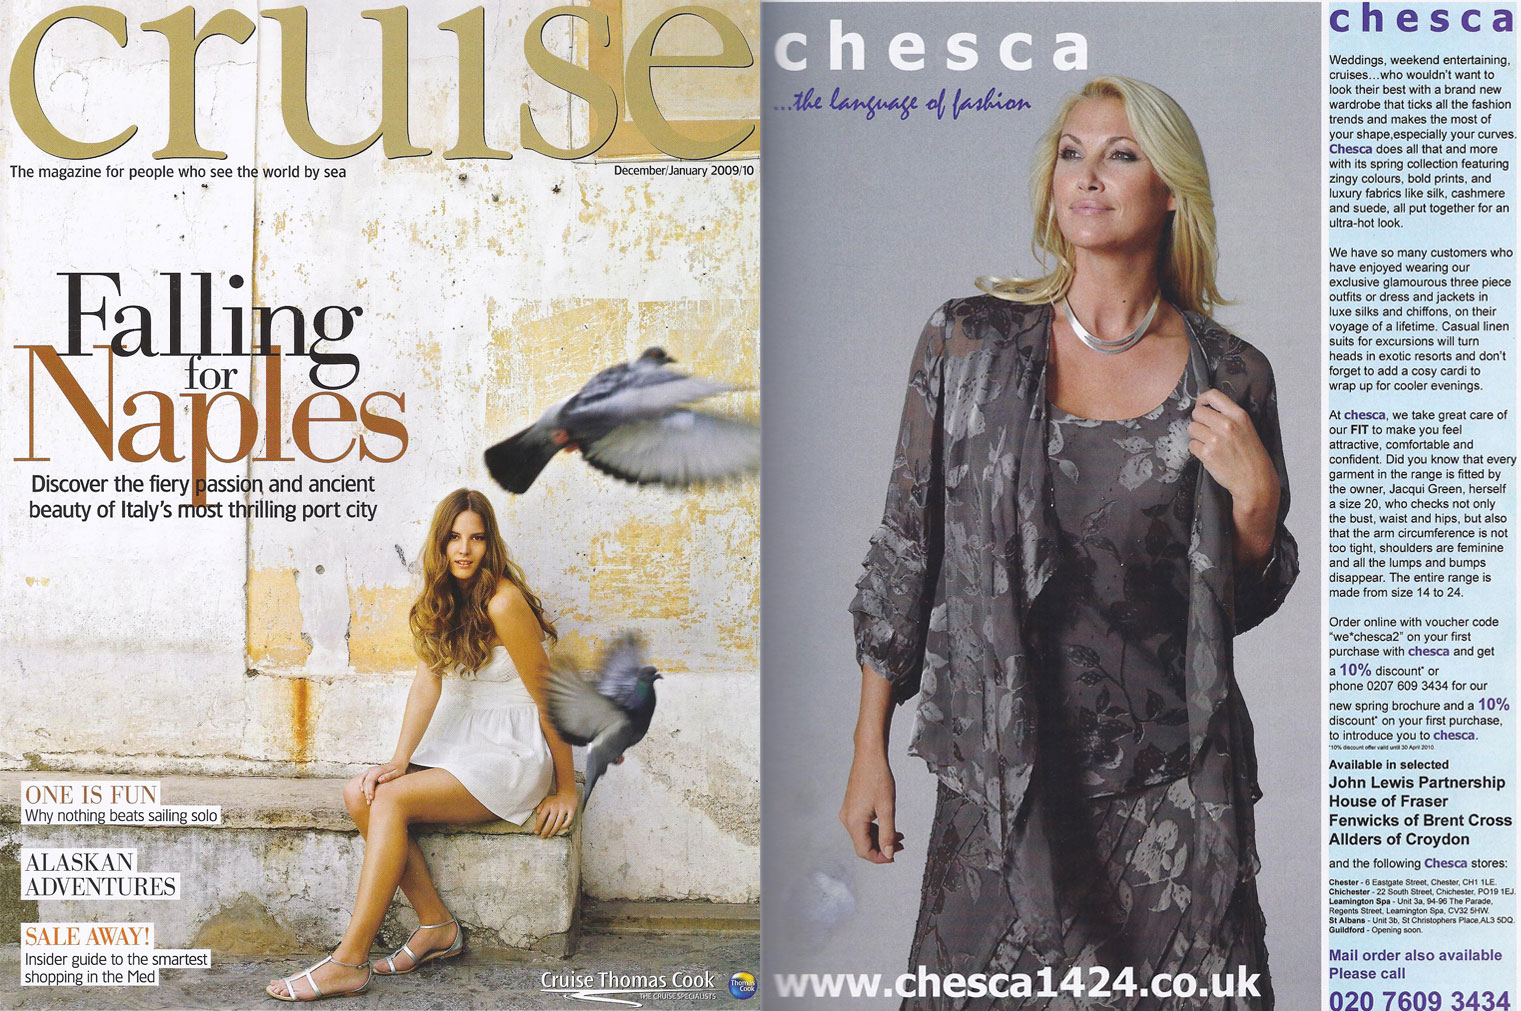 cruise
The magazine for people who see the world by sea
December/January 2009/10
Falling
for
Naples
Discover the fiery passion and ancient
beauty of Italy's most thrilling port city
ONE IS FUN
Why nothing beats sailing solo
ALASKAN
ADVENTURES
SALE AWAY!
Insider guide to the smartest
shopping in the Med
Cruise Thomas Cook
THE CRUISE SPECIALISTS
Thomas
Cook
chesca
...the language of fashion
www.chesca1424.co.uk
chesca
Weddings, weekend entertaining,
cruises...who wouldn't want to
look their best with a brand new
wardrobe that ticks all the fashion
trends and makes the most of
your shape,especially your curves.
Chesca does all that and more
with its spring collection featuring
zingy colours, bold prints, and
luxury fabrics like silk, cashmere
and suede, all put together for an
ultra-hot look.
We have so many customers who
have enjoyed wearing our
exclusive glamourous three piece
outfits or dress and jackets in
luxe silks and chiffons, on their
voyage of a lifetime. Casual linen
suits for excursions will turn
heads in exotic resorts and don't
forget to add a cosy cardi to
wrap up for cooler evenings.
At chesca, we take great care of
our FIT to make you feel
attractive, comfortable and
confident. Did you know that every
garment in the range is fitted by
the owner, Jacqui Green, herself
a size 20, who checks not only
the bust, waist and hips, but also
that the arm circumference is not
too tight, shoulders are feminine
and all the lumps and bumps
disappear. The entire range is
made from size 14 to 24.
Order online with voucher code
"we*chesca2" on your first
purchase with chesca and get
a 10% discount* or
phone 0207 609 3434 for our
new spring brochure and a 10%
discount* on your first purchase,
to introduce you to chesca.
*10% discount offer valid until 30 April 2010.
Available in selected
John Lewis Partnership
House of Fraser
Fenwicks of Brent Cross
Allders of Croydon
and the following Chesca stores:
Chester - 6 Eastgate Street, Chester, CH1 1LE.
Chichester - 22 South Street, Chichester, PO19 1EJ.
Leamington Spa - Unit 3a, 94-96 The Parade,
Regents Street, Leamington Spa, CV32 5HW.
St Albans - Unit 3b, St Christophers Place,AL3 5DQ.
Guildford - Opening soon.
Mail order also available
Please call
020 7609 3434